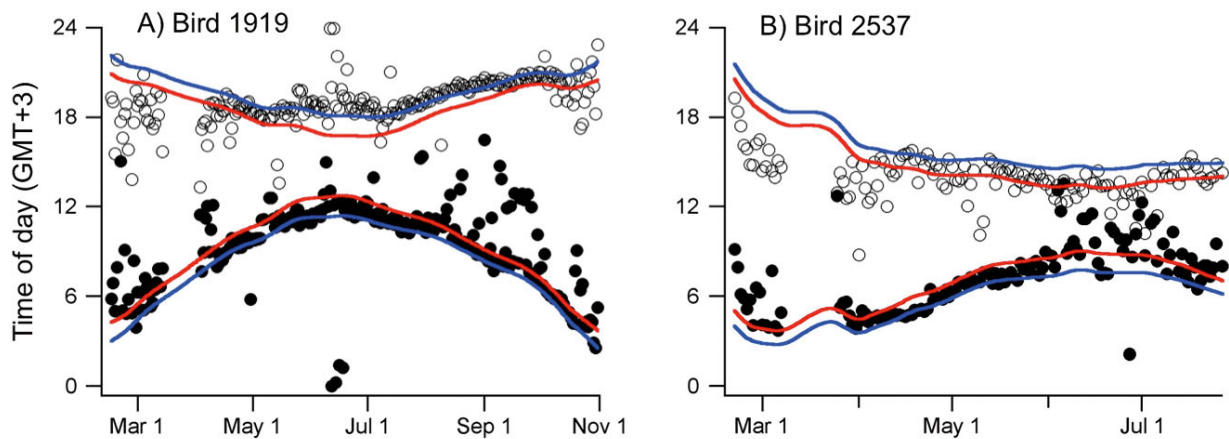 A) Bird 1919
B) Bird 2537
Time of day (GMT+3)
24
18
12
6
0
Mar 1
May 1
Jul 1
Sep 1
Nov 1
24
18
12
6
0
Mar 1
May 1
Jul 1